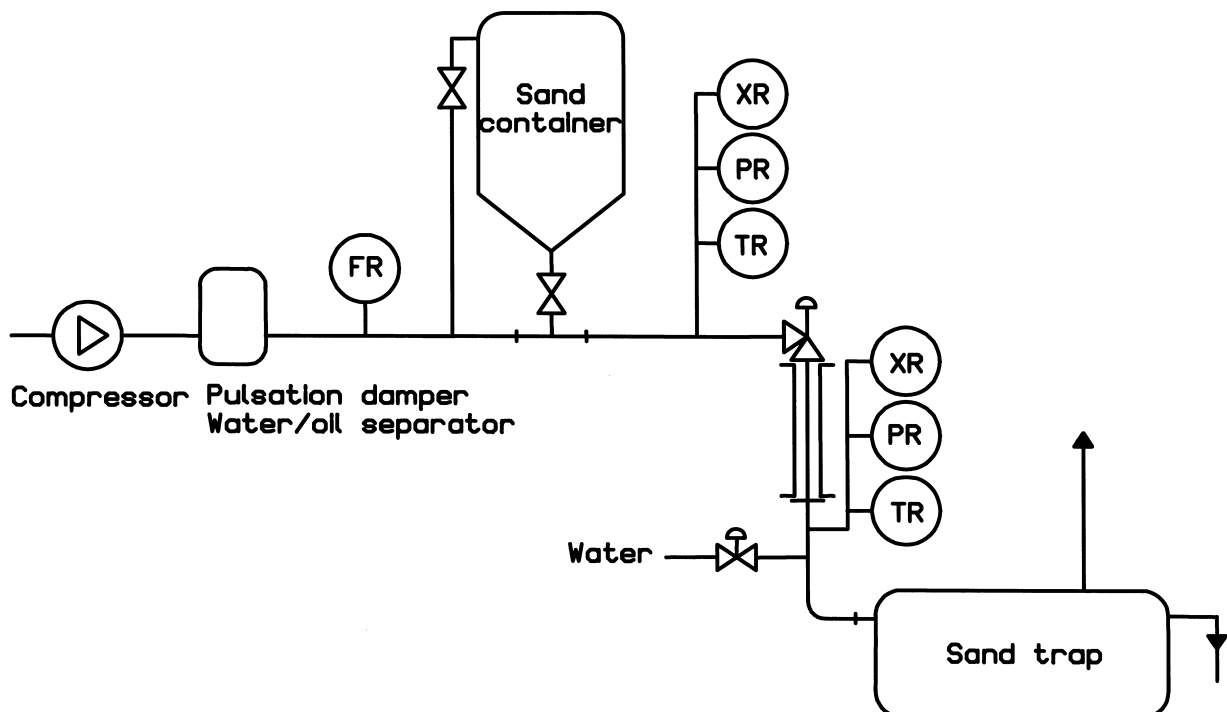 Sand
container
XR
PR
TR
FR
Compressor
Pulsation damper
Water/oil separator
XR
PR
TR
Water
Sand trap